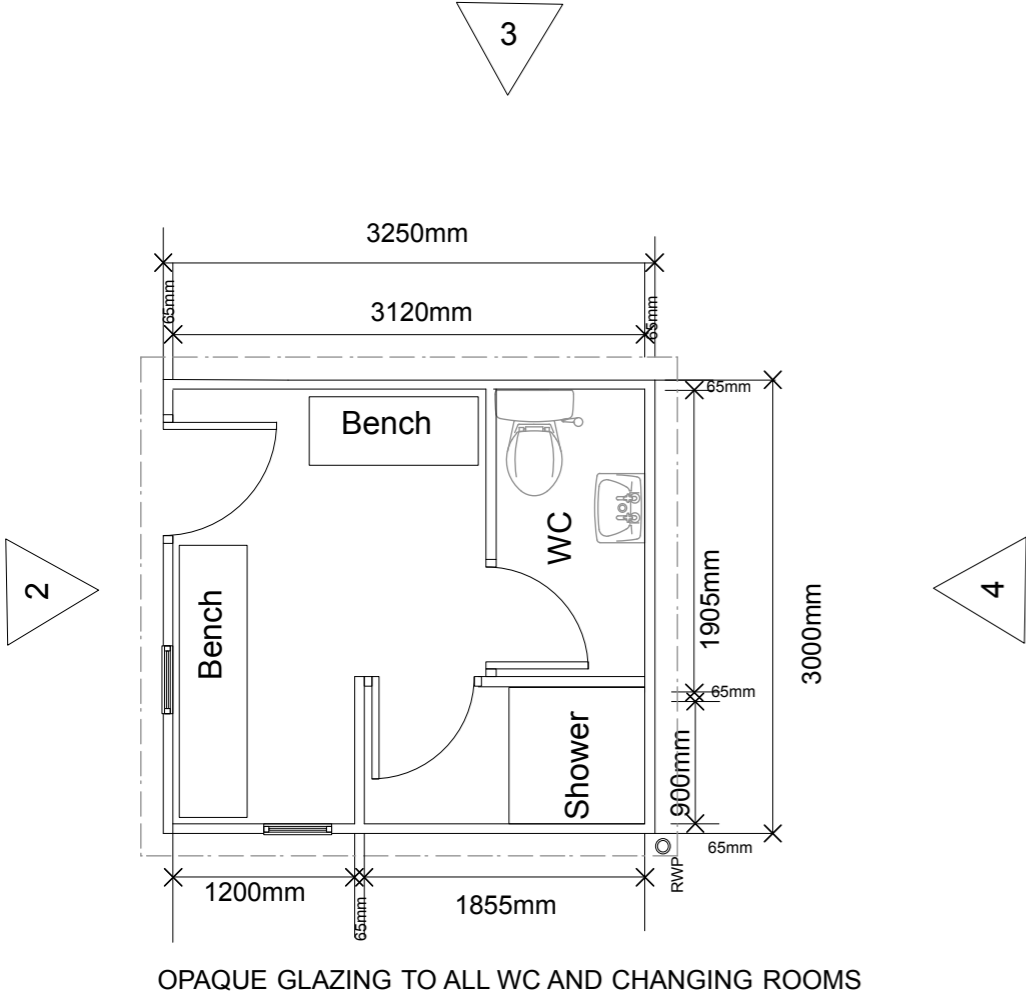 3
3250mm
65mm
65mm
3120mm
65mm
Bench
WC
2
Bench
1905mm
3000mm
4
65mm
Shower
900mm
65mm
RWP
1200mm
65mm
1855mm
OPAQUE GLAZING TO ALL WC AND CHANGING ROOMS